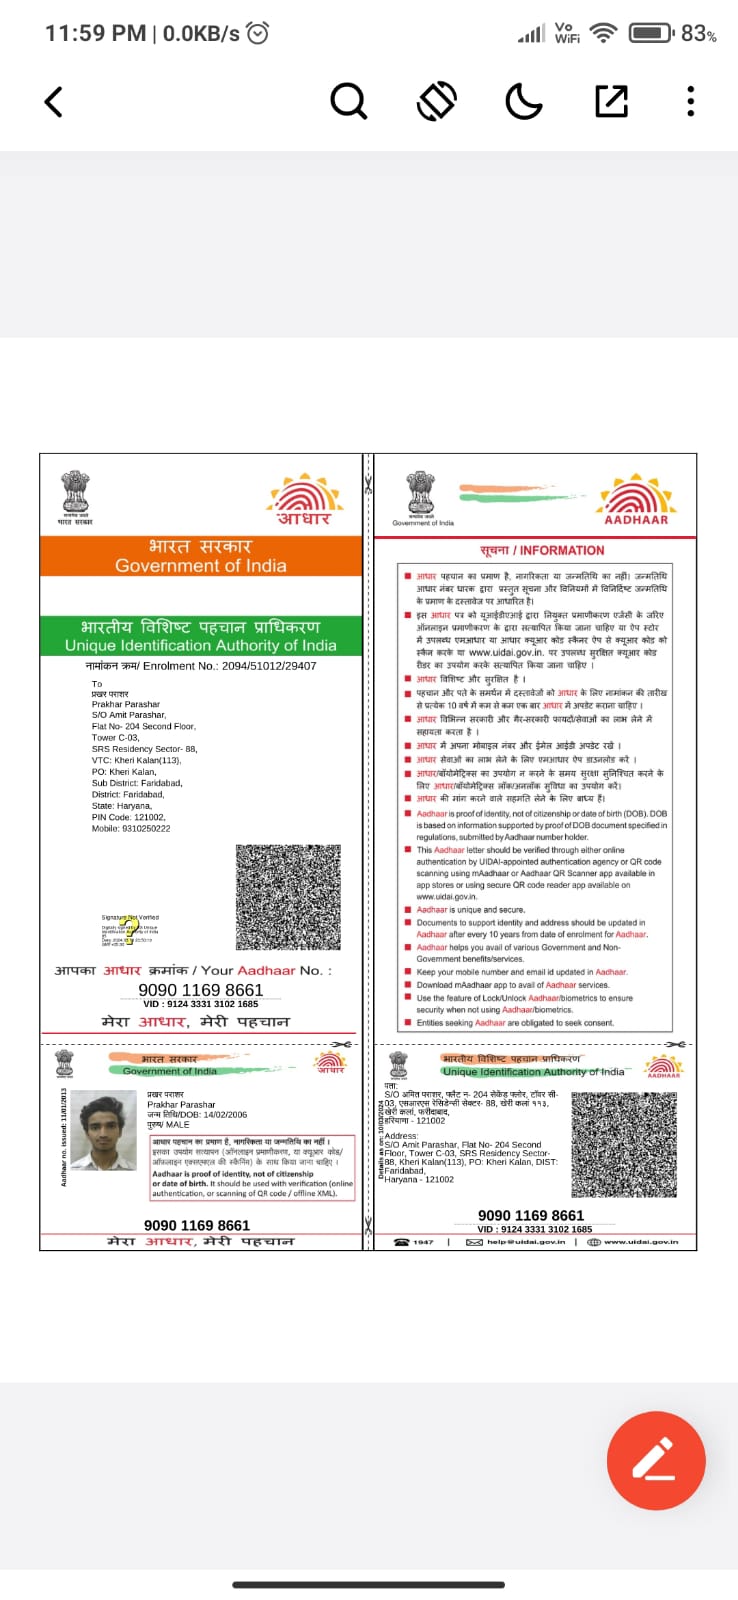 11:59 PM | 0.0KB/s
Vo WiFi 83%
भारत सरकार
आधार
भारत सरकार
Government of India
भारतीय विशिष्ट पहचान प्राधिकरण
Unique Identification Authority of India
नामांकन क्रम/ Enrolment No.: 2094/51012/29407
To
प्रखर पराशर
Prakhar Parashar
S/O Amit Parashar,
Flat No- 204 Second Floor,
Tower C-03,
SRS Residency Sector- 88,
VTC: Kheri Kalan(113),
PO: Kheri Kalan,
Sub District: Faridabad,
District: Faridabad,
State: Haryana,
PIN Code: 121002,
Mobile: 9310250222
Signature Not Verified
आपका आधार क्रमांक / Your Aadhaar No. :
9090 1169 8661
VID : 9124 3331 3102 1685
मेरा आधार, मेरी पहचान
Government of India
AADHAAR
सूचना / INFORMATION
आधार पहचान का प्रमाण है, नागरिकता या जन्मतिथि का नहीं। जन्मतिथि
आधार नंबर धारक द्वारा प्रस्तुत सूचना और विनियमों में विनिर्दिष्ट जन्मतिथि
के प्रमाण के दस्तावेज पर आधारित है।
इस आधार पत्र को यूआईडीएआई द्वारा नियुक्त प्रमाणीकरण एजेंसी के जरिए
ऑनलाइन प्रमाणीकरण के द्वारा सत्यापित किया जाना चाहिए या ऐप स्टोर
में उपलब्ध एमआधार या आधार क्यूआर कोड स्कैनर ऐप से क्यूआर कोड को
स्कैन करके या www.uidai.gov.in. पर उपलब्ध सुरक्षित क्यूआर कोड
रीडर का उपयोग करके सत्यापित किया जाना चाहिए ।
आधार विशिष्ट और सुरक्षित है ।
पहचान और पते के समर्थन में दस्तावेजों को आधार के लिए नामांकन की तारीख
से प्रत्येक 10 वर्ष में कम से कम एक बार आधार में अपडेट कराना चाहिए ।
आधार विभिन्न सरकारी और गैर-सरकारी फायदों/सेवाओं का लाभ लेने में
सहायता करता है ।
आधार में अपना मोबाइल नंबर और ईमेल आईडी अपडेट रखें ।
आधार सेवाओं का लाभ लेने के लिए एमआधार ऐप डाउनलोड करें ।
आधार/बॉयोमेट्रिक्स का उपयोग न करने के समय सुरक्षा सुनिश्चित करने के
लिए आधार/बॉयोमेट्रिक्स लॉक/अनलॉक सुविधा का उपयोग करें।
आधार की मांग करने वाले सहमति लेने के लिए बाध्य हैं।
Aadhaar is proof of identity, not of citizenship or date of birth (DOB). DOB
is based on information supported by proof of DOB document specified in
regulations, submitted by Aadhaar number holder.
This Aadhaar letter should be verified through either online
authentication by UIDAI-appointed authentication agency or QR code
scanning using mAadhaar or Aadhaar QR Scanner app available in
app stores or using secure QR code reader app available on
www.uidai.gov.in.
Aadhaar is unique and secure.
Documents to support identity and address should be updated in
Aadhaar after every 10 years from date of enrolment for Aadhaar.
Aadhaar helps you avail of various Government and Non-
Government benefits/services.
Keep your mobile number and email id updated in Aadhaar.
Download mAadhaar app to avail of Aadhaar services.
Use the feature of Lock/Unlock Aadhaar/biometrics to ensure
security when not using Aadhaar/biometrics.
Entities seeking Aadhaar are obligated to seek consent.
भारत सरकार
Government of India
आधार
Aadhaar no. issued: 11/01/2013
प्रखर पराशर
Prakhar Parashar
जन्म तिथि/DOB: 14/02/2006
पुरुष/ MALE
आधार पहचान का प्रमाण है, नागरिकता या जन्मतिथि का नहीं ।
इसका उपयोग सत्यापन (ऑनलाइन प्रमाणीकरण, या क्यूआर कोड/
ऑफ़लाइन एक्सएमएल की स्कैनिंग) के साथ किया जाना चाहिए ।
Aadhaar is proof of identity, not of citizenship
or date of birth. It should be used with verification (online
authentication, or scanning of QR code / offline XML).
9090 1169 8661
मेरा आधार, मेरी पहचान
भारतीय विशिष्ट पहचान प्राधिकरण
Unique Identification Authority of India
AADHAAR
Details as on: 10/03/2024
पता:
S/O अमित पराशर, फ्लैट न- 204 सेकेंड फ्लोर, टॉवर सी-
03, एसआरएस रेसिडेन्सी सेक्टर- 88, खेरी कलां ११३,
खेरी कलां, फरीदाबाद,
हरियाणा - 121002
Address:
S/O Amit Parashar, Flat No- 204 Second
Floor, Tower C-03, SRS Residency Sector-
88, Kheri Kalan(113), PO: Kheri Kalan, DIST:
Faridabad,
Haryana - 121002
9090 1169 8661
VID : 9124 3331 3102 1685
1947 | help@uidai.gov.in | www.uidai.gov.in